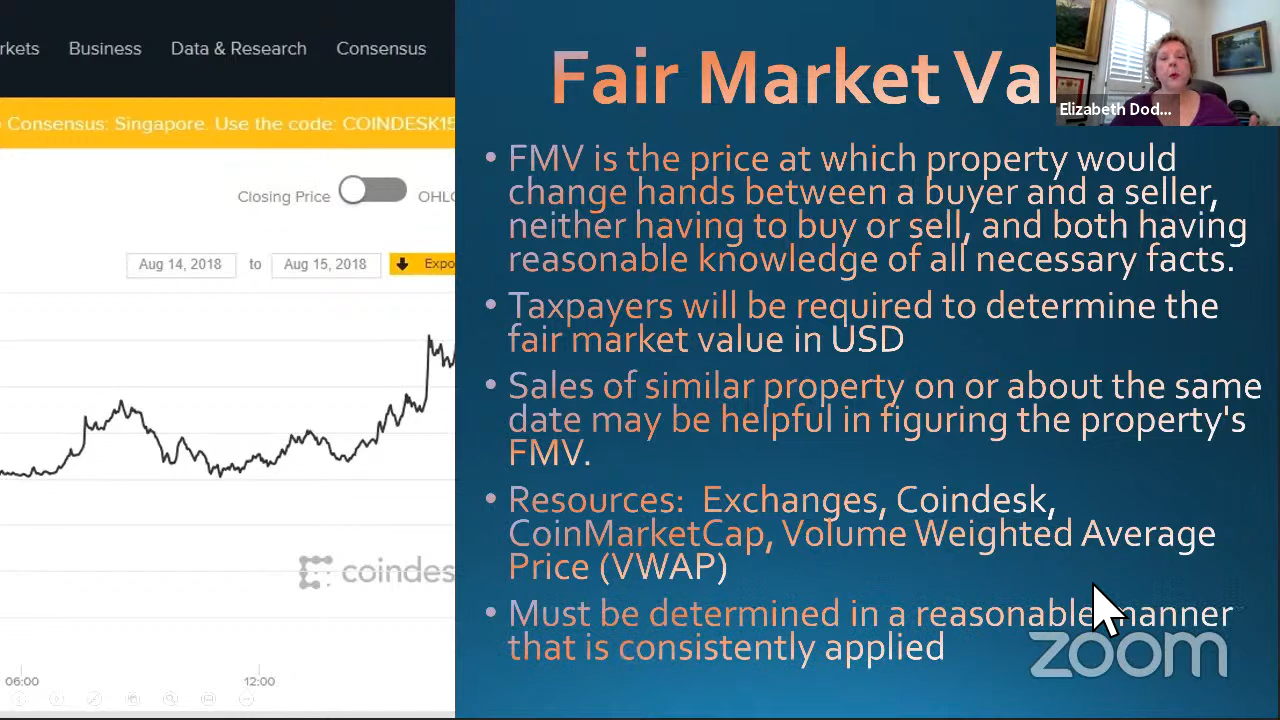 rkets Business Data & Research Consensus
Consensus: Singapore. Use the code: COINDESK15
Closing Price OHLC
Aug 14, 2018 to Aug 15, 2018 Expo
coindes
06:00 12:00
Fair Market Val
Elizabeth Dod...
• FMV is the price at which property would
change hands between a buyer and a seller,
neither having to buy or sell, and both having
reasonable knowledge of all necessary facts.
• Taxpayers will be required to determine the
fair market value in USD
• Sales of similar property on or about the same
date may be helpful in figuring the property's
FMV.
• Resources: Exchanges, Coindesk,
CoinMarketCap, Volume Weighted Average
Price (VWAP)
• Must be determined in a reasonable manner
that is consistently applied
zoom